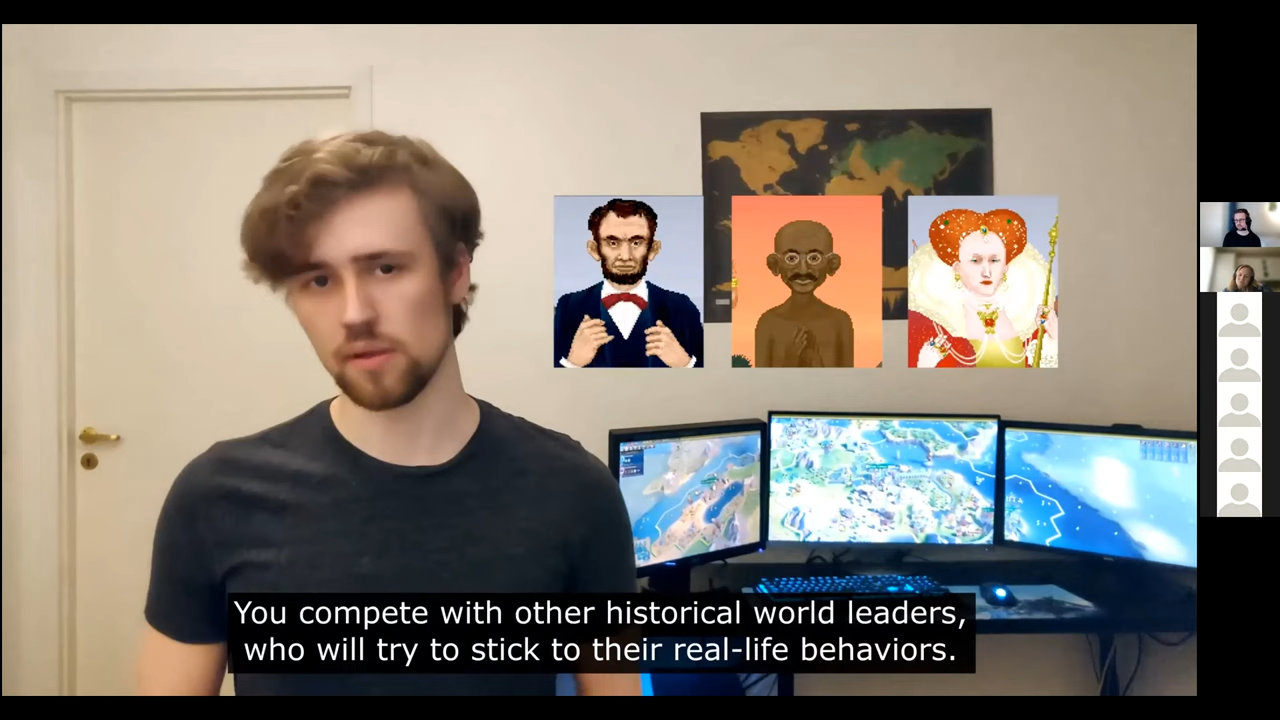 You compete with other historical world leaders,
who will try to stick to their real-life behaviors.